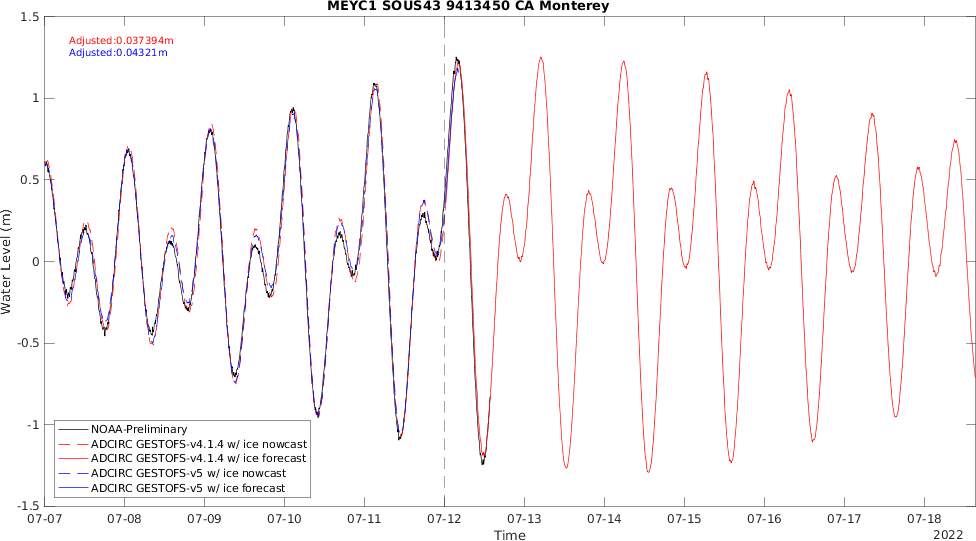 MEYC1 SOUS43 9413450 CA Monterey
1.5
Adjusted:0.037394m
Adjusted:0.04321m
1
0.5
0
-0.5
-1
-1.5
Water Level (m)
NOAA-Preliminary
ADCIRC GESTOFS-v4.1.4 w/ ice nowcast
ADCIRC GESTOFS-v4.1.4 w/ ice forecast
ADCIRC GESTOFS-v5 w/ ice nowcast
ADCIRC GESTOFS-v5 w/ ice forecast
07-07 07-08 07-09 07-10 07-11 07-12 07-13 07-14 07-15 07-16 07-17 07-18
Time
2022